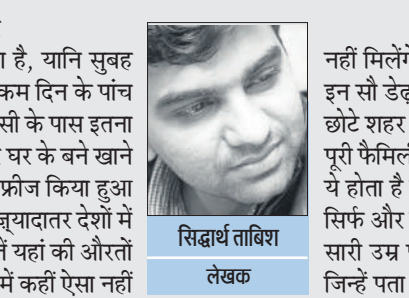 है, यानि सुबह
कम दिन के पांच
सी के पास इतना
घर के बने खाने
फ्रीज किया हुआ
ज़्यादातर देशों में
यहां की औरतों
में कहीं ऐसा नहीं
सिद्धार्थ ताबिश
लेखक
नहीं मिलेंगे
इन सौ डेढ़
छोटे शहर
पूरी फैमिली
ये होता है
सिर्फ और
सारी उम्र
जिन्हें पता